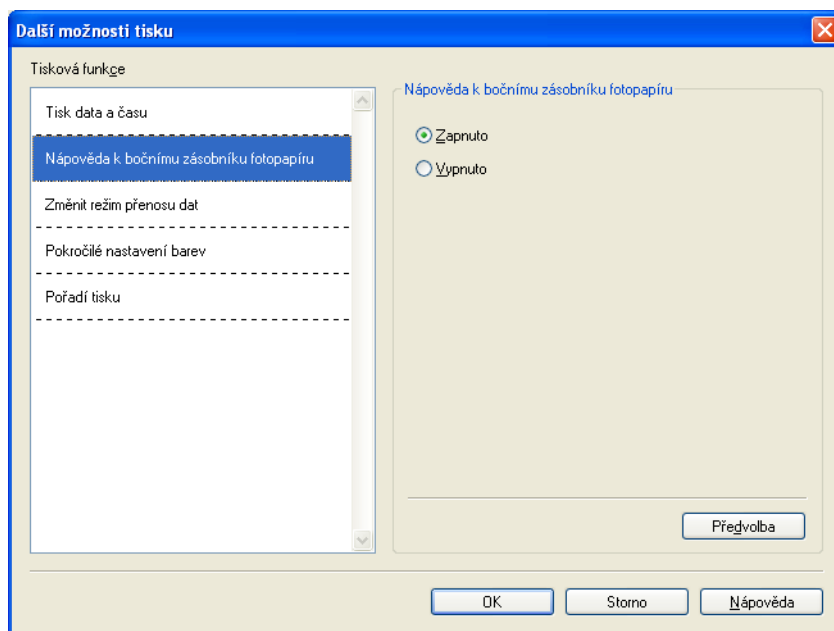 Další možnosti tisku
Tisková funkce
Tisk data a času
Nápověda k bočnímu zásobníku fotopapíru
Změnit režim přenosu dat
Pokročilé nastavení barev
Pořadí tisku
Nápověda k bočnímu zásobníku fotopapíru
Zapnuto
Vypnuto
Předvolba
OK
Storno
Nápověda